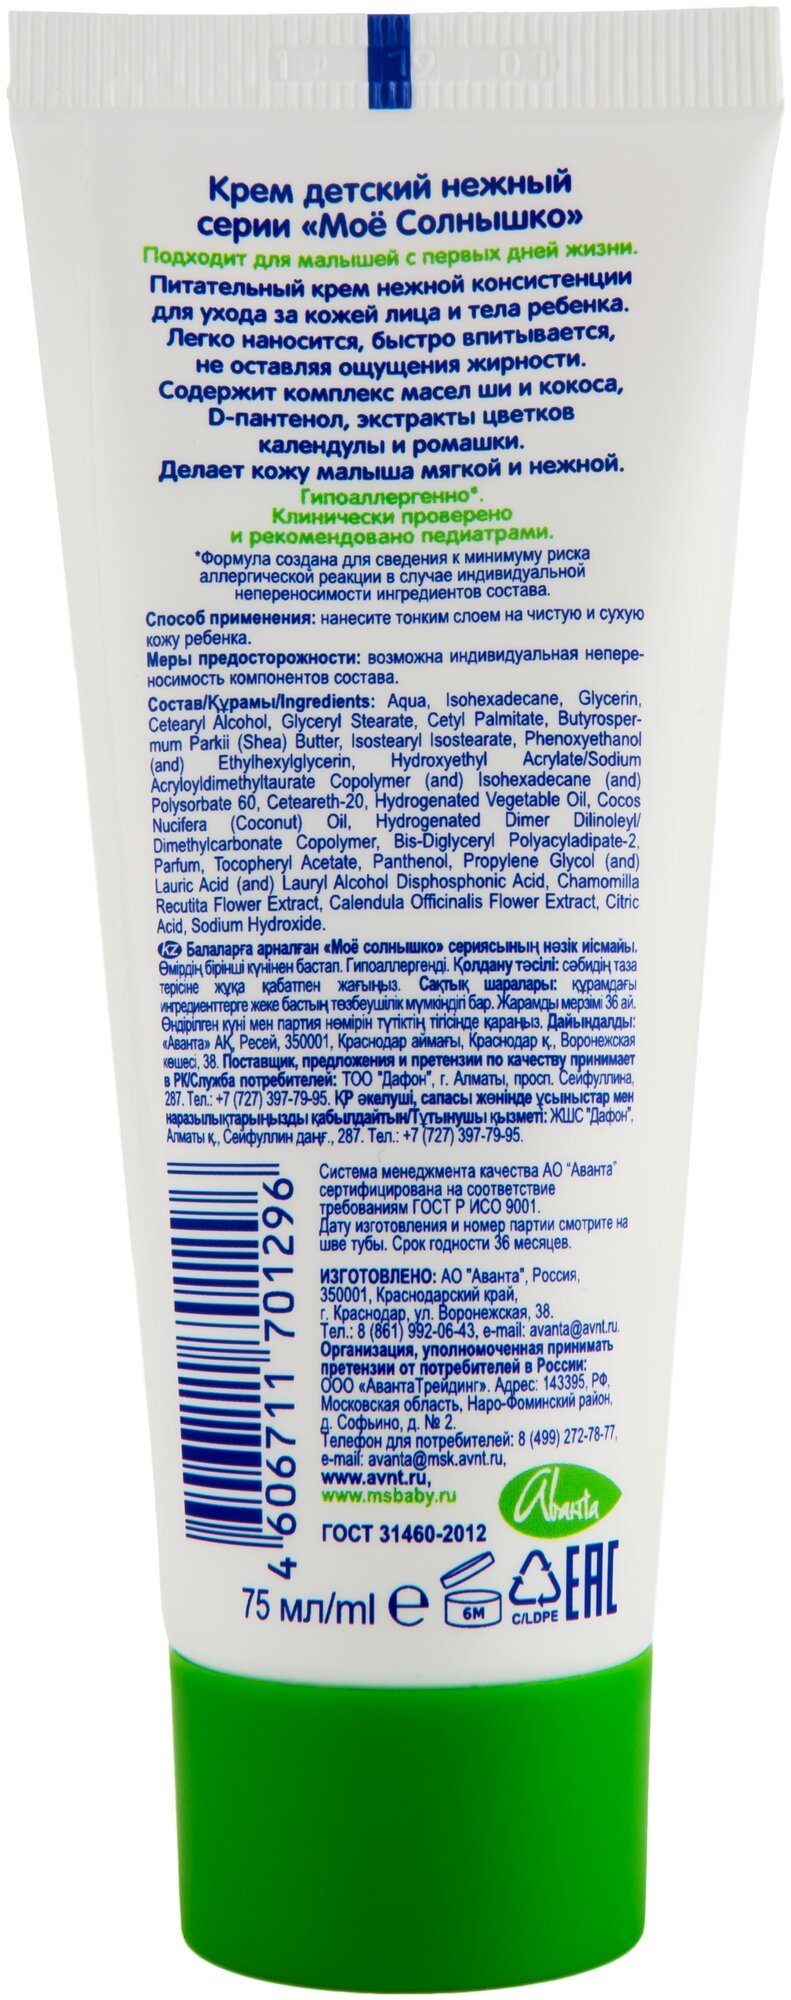 10 19 01
Крем детский нежный
серии «Моё Солнышко»
Подходит для малышей с первых дней жизни.
Питательный крем нежной консистенции
для ухода за кожей лица и тела ребенка.
Легко наносится, быстро впитывается,
не оставляя ощущения жирности.
Содержит комплекс масел ши и кокоса,
D-пантенол, экстракты цветков
календулы и ромашки.
Делает кожу малыша мягкой и нежной.
Гипоаллергенно*.
Клинически проверено
и рекомендовано педиатрами.
*Формула создана для сведения к минимуму риска
аллергической реакции в случае индивидуальной
непереносимости ингредиентов состава.
Способ применения: нанесите тонким слоем на чистую и сухую
кожу ребенка.
Меры предосторожности: возможна индивидуальная непере-
носимость компонентов состава.
Состав/Құрамы/Ingredients: Aqua, Isohexadecane, Glycerin,
Cetearyl Alcohol, Glyceryl Stearate, Cetyl Palmitate, Butyrosper-
mum Parkii (Shea) Butter, Isostearyl Isostearate, Phenoxyethanol
(and) Ethylhexylglycerin, Hydroxyethyl Acrylate/Sodium
Acryloyldimethyltaurate Copolymer (and) Isohexadecane (and)
Polysorbate 60, Ceteareth-20, Hydrogenated Vegetable Oil, Cocos
Nucifera (Coconut) Oil, Hydrogenated Dimer Dilinoleyl/
Dimethylcarbonate Copolymer, Bis-Diglyceryl Polyacyladipate-2,
Parfum, Tocopheryl Acetate, Panthenol, Propylene Glycol (and)
Lauric Acid (and) Lauryl Alcohol Disphosphonic Acid, Chamomilla
Recutita Flower Extract, Calendula Officinalis Flower Extract, Citric
Acid, Sodium Hydroxide.
KZ Балаларға арналған «Моё солнышко» сериясының нәзік иісмайы.
Өмірдің бірінші күнінен бастап. Гипоаллергенді. Қолдану тәсілі: сәбидің таза
терісіне жұқа қабатпен жағыңыз. Сақтық шаралары: құрамдағы
ингредиенттерге жеке бастың төзбеушілік мүмкіндігі бар. Жарамды мерзімі 36 ай.
Өндірілген күні мен партия нөмірін түтіктің тігісінде қараңыз. Дайындалды:
«Аванта» АҚ, Ресей, 350001, Краснодар аймағы, Краснодар қ., Воронежская
көшесі, 38. Поставщик, предложения и претензии по качеству принимает
в РК/Служба потребителей: ТОО "Дафон", г. Алматы, просп. Сейфуллина,
287. Тел.: +7 (727) 397-79-95. ҚР әкелуші, сапасы жөнінде ұсыныстар мен
наразылықтарыңызды қабылдайтын/Тұтынушы қызметі: ЖШС "Дафон",
Алматы қ., Сейфуллин даңғ., 287. Тел.: +7 (727) 397-79-95.
Система менеджмента качества АО "Аванта"
сертифицирована на соответствие
требованиям ГОСТ Р ИСО 9001.
Дату изготовления и номер партии смотрите на
шве тубы. Срок годности 36 месяцев.
ИЗГОТОВЛЕНО: АО "Аванта", Россия,
350001, Краснодарский край,
г. Краснодар, ул. Воронежская, 38.
Тел.: 8 (861) 992-06-43, e-mail: avanta@avnt.ru.
Организация, уполномоченная принимать
претензии от потребителей в России:
ООО «АвантаТрейдинг». Адрес: 143395, РФ,
Московская область, Наро-Фоминский район,
д. Софьино, д. № 2.
Телефон для потребителей: 8 (499) 272-78-77,
e-mail: avanta@msk.avnt.ru,
www.avnt.ru,
www.msbaby.ru
Аванта
ГОСТ 31460-2012
4 606711 701296
75 мл/ml e 6M C/LDPE EAC